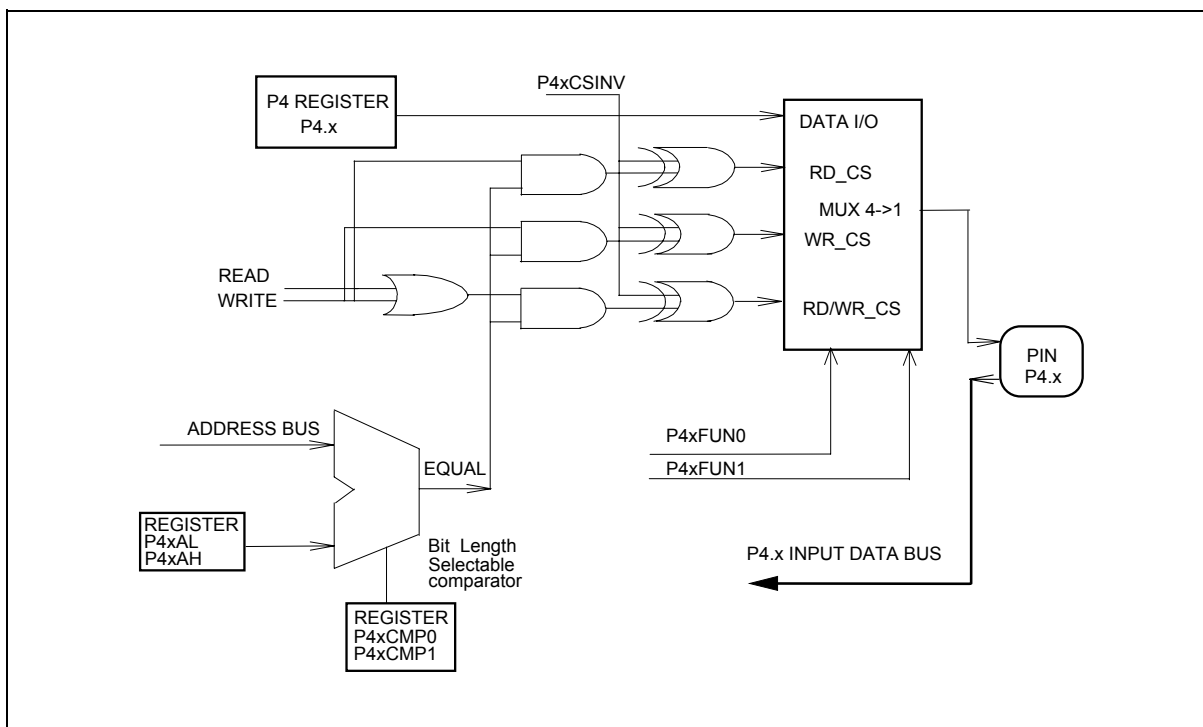 P4xCSINV
P4 REGISTER
P4.x
DATA I/O
RD_CS
MUX 4->1
WR_CS
RD/WR_CS
READ
WRITE
PIN
P4.x
ADDRESS BUS
EQUAL
P4xFUN0
P4xFUN1
REGISTER
P4xAL
P4xAH
Bit Length
Selectable
comparator
P4.x INPUT DATA BUS
REGISTER
P4xCMP0
P4xCMP1